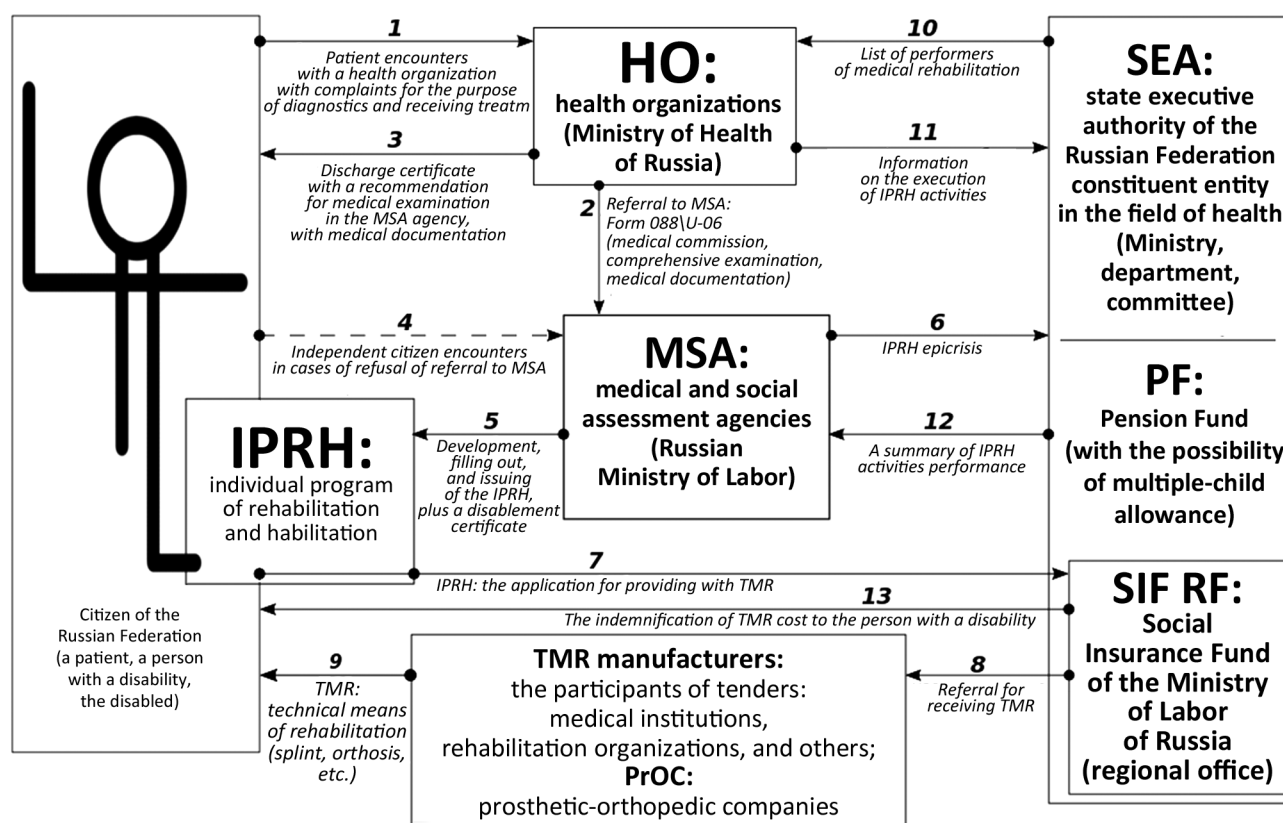 1
Patient encounters
with a health organization
with complaints for the purpose
of diagnostics and receiving treatm
3
Discharge certificate
with a recommendation
for medical examination
in the MSA agency,
with medical documentation
HO:
health organizations
(Ministry of Health
of Russia)
10
List of performers
of medical rehabilitation
11
Information
on the execution
of IPRH activities
SEA:
state executive
authority of the
Russian Federation
constituent entity
in the field of health
(Ministry,
department,
committee)
2
Referral to MSA:
Form 088\U-06
(medical commission,
comprehensive examination,
medical documentation)
4
Independent citizen encounters
in cases of refusal of referral to MSA
MSA:
medical and social
assessment agencies
(Russian
Ministry of Labor)
6
IPRH epicrisis
12
A summary of IPRH
activities performance
PF:
Pension Fund
(with the possibility
of multiple-child
allowance)
IPRH:
individual program
of rehabilitation
and habilitation
5
Development,
filling out,
and issuing
of the IPRH,
plus a disablement
certificate
7
IPRH: the application for providing with TMR
13
The indemnification of TMR cost to the person with a disability
SIF RF:
Social
Insurance Fund
of the Ministry
of Labor
of Russia
(regional office)
Citizen of the
Russian Federation
(a patient, a person
with a disability,
the disabled)
9
TMR:
technical means
of rehabilitation
(splint, orthosis,
etc.)
TMR manufacturers:
the participants of tenders:
medical institutions,
rehabilitation organizations, and others;
PrOC:
prosthetic-orthopedic companies
8
Referral for
receiving TMR